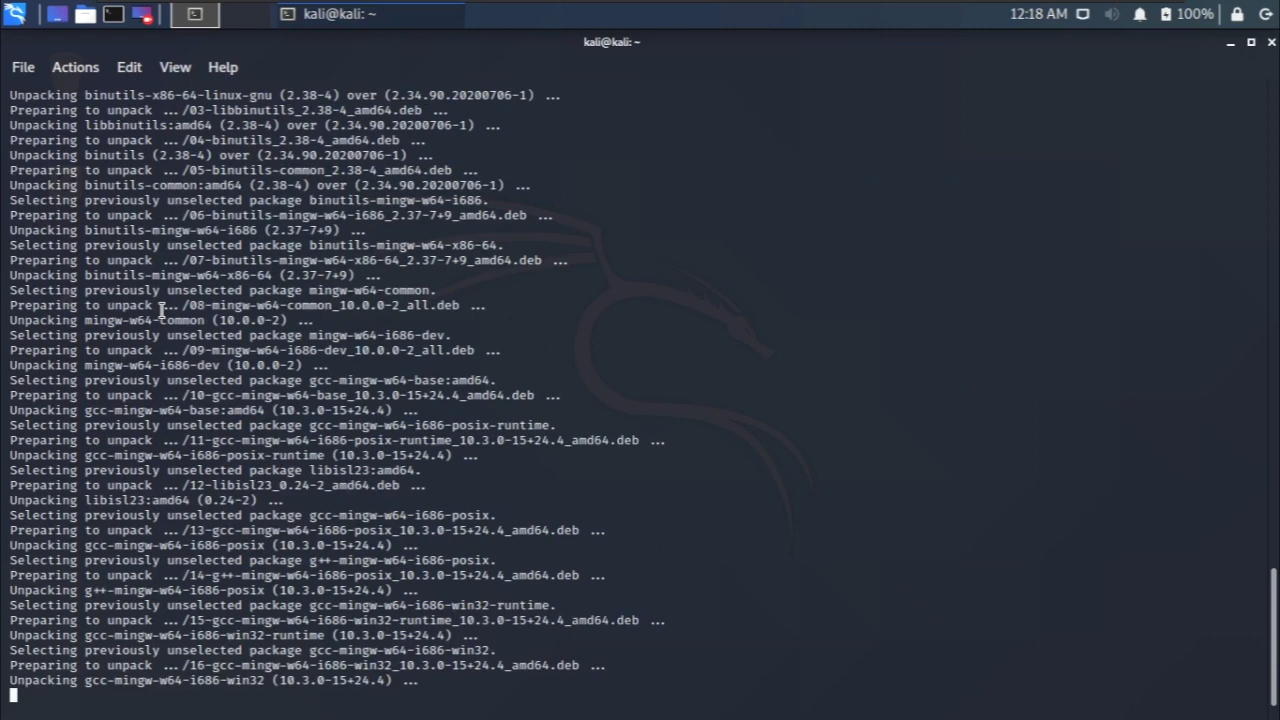 kali@kali: ~
12:18 AM
100%
kali@kali: ~
File Actions Edit View Help
Unpacking binutils-x86-64-linux-gnu (2.38-4) over (2.34.90.20200706-1) ...
Preparing to unpack .../03-libbinutils_2.38-4_amd64.deb ...
Unpacking libbinutils:amd64 (2.38-4) over (2.34.90.20200706-1) ...
Preparing to unpack .../04-binutils_2.38-4_amd64.deb ...
Unpacking binutils (2.38-4) over (2.34.90.20200706-1) ...
Preparing to unpack .../05-binutils-common_2.38-4_amd64.deb ...
Unpacking binutils-common:amd64 (2.38-4) over (2.34.90.20200706-1) ...
Selecting previously unselected package binutils-mingw-w64-i686.
Preparing to unpack .../06-binutils-mingw-w64-i686_2.37-7+9_amd64.deb ...
Unpacking binutils-mingw-w64-i686 (2.37-7+9) ...
Selecting previously unselected package binutils-mingw-w64-x86-64.
Preparing to unpack .../07-binutils-mingw-w64-x86-64_2.37-7+9_amd64.deb ...
Unpacking binutils-mingw-w64-x86-64 (2.37-7+9) ...
Selecting previously unselected package mingw-w64-common.
Preparing to unpack .../08-mingw-w64-common_10.0.0-2_all.deb ...
Unpacking mingw-w64-common (10.0.0-2) ...
Selecting previously unselected package mingw-w64-i686-dev.
Preparing to unpack .../09-mingw-w64-i686-dev_10.0.0-2_all.deb ...
Unpacking mingw-w64-i686-dev (10.0.0-2) ...
Selecting previously unselected package gcc-mingw-w64-base:amd64.
Preparing to unpack .../10-gcc-mingw-w64-base_10.3.0-15+24.4_amd64.deb ...
Unpacking gcc-mingw-w64-base:amd64 (10.3.0-15+24.4) ...
Selecting previously unselected package gcc-mingw-w64-i686-posix-runtime.
Preparing to unpack .../11-gcc-mingw-w64-i686-posix-runtime_10.3.0-15+24.4_amd64.deb ...
Unpacking gcc-mingw-w64-i686-posix-runtime (10.3.0-15+24.4) ...
Selecting previously unselected package libisl23:amd64.
Preparing to unpack .../12-libisl23_0.24-2_amd64.deb ...
Unpacking libisl23:amd64 (0.24-2) ...
Selecting previously unselected package gcc-mingw-w64-i686-posix.
Preparing to unpack .../13-gcc-mingw-w64-i686-posix_10.3.0-15+24.4_amd64.deb ...
Unpacking gcc-mingw-w64-i686-posix (10.3.0-15+24.4) ...
Selecting previously unselected package g++-mingw-w64-i686-posix.
Preparing to unpack .../14-g++-mingw-w64-i686-posix_10.3.0-15+24.4_amd64.deb ...
Unpacking g++-mingw-w64-i686-posix (10.3.0-15+24.4) ...
Selecting previously unselected package gcc-mingw-w64-i686-win32-runtime.
Preparing to unpack .../15-gcc-mingw-w64-i686-win32-runtime_10.3.0-15+24.4_amd64.deb ...
Unpacking gcc-mingw-w64-i686-win32-runtime (10.3.0-15+24.4) ...
Selecting previously unselected package gcc-mingw-w64-i686-win32.
Preparing to unpack .../16-gcc-mingw-w64-i686-win32_10.3.0-15+24.4_amd64.deb ...
Unpacking gcc-mingw-w64-i686-win32 (10.3.0-15+24.4) ...